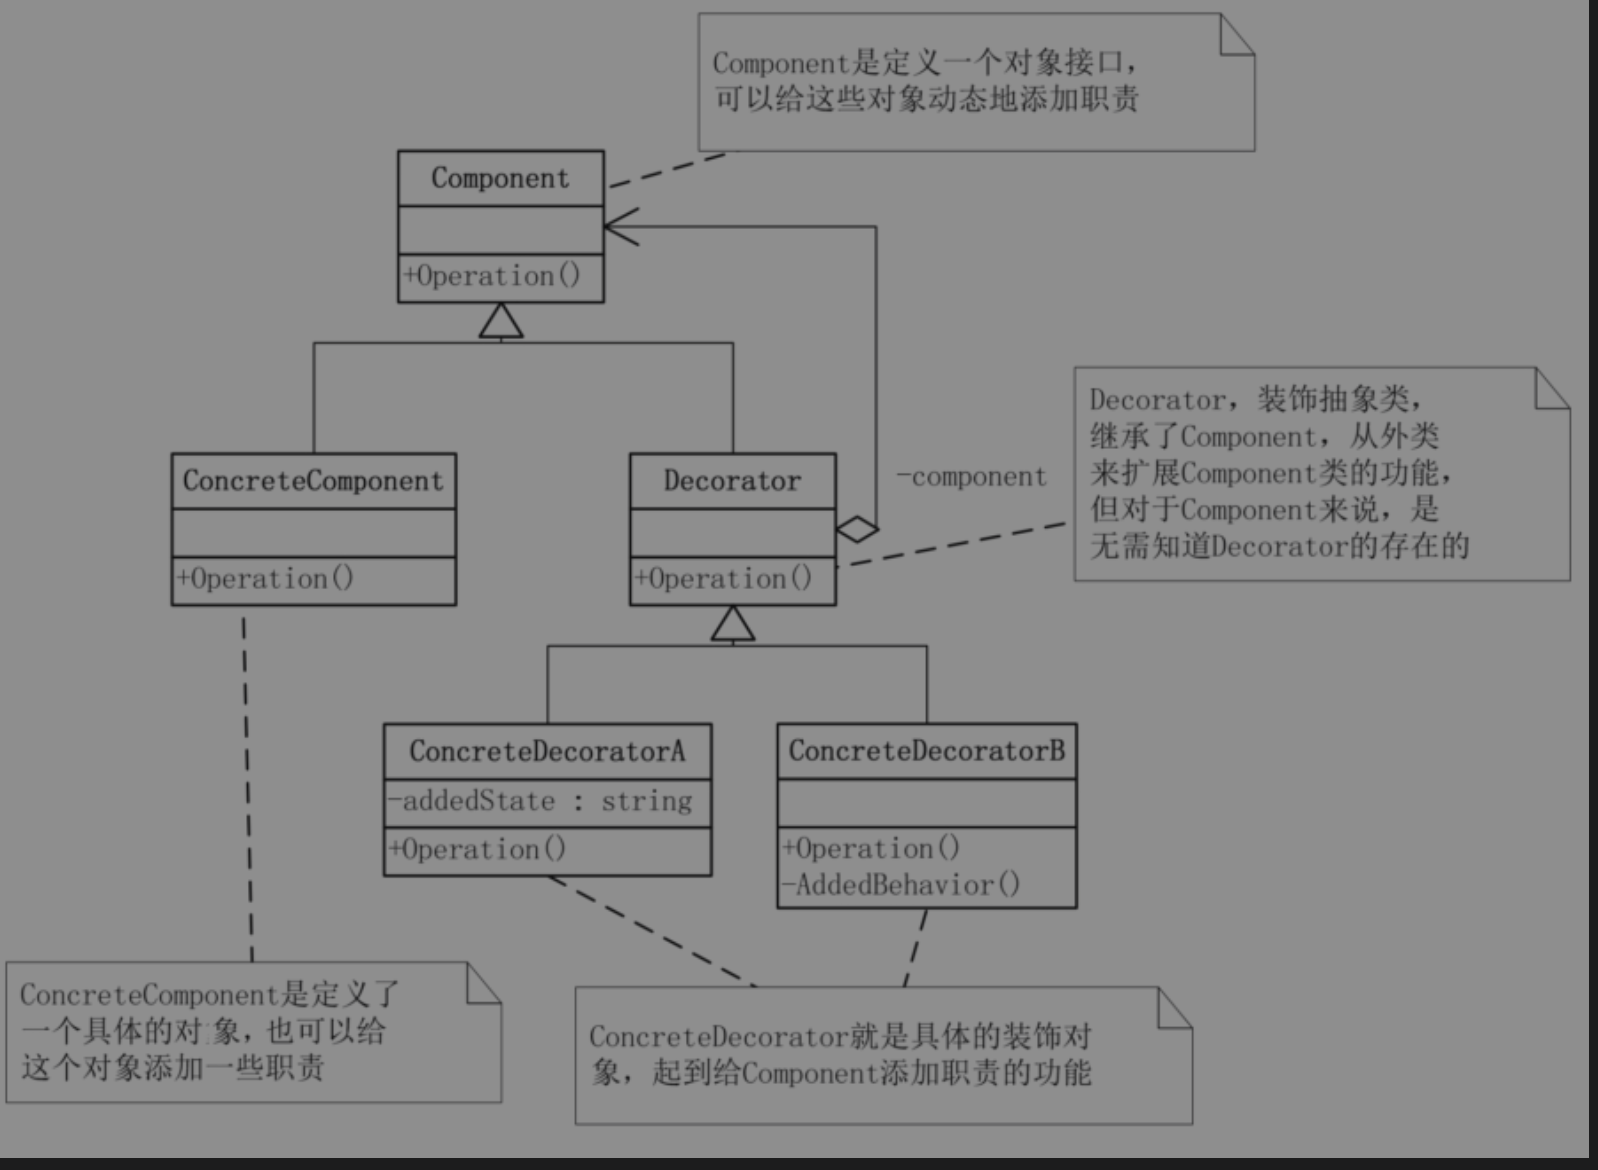 Component是定义一个对象接口，
可以给这些对象动态地添加职责
Component
+Operation()
Decorator，装饰抽象类，
继承了Component，从外类
来扩展Component类的功能，
但对于Component来说，是
无需知道Decorator的存在的
-component
ConcreteComponent
+Operation()
Decorator
+Operation()
ConcreteDecoratorA
-addedState : string
+Operation()
ConcreteDecoratorB
+Operation()
-AddedBehavior()
ConcreteComponent是定义了
一个具体的对象，也可以给
这个对象添加一些职责
ConcreteDecorator就是具体的装饰对
象，起到给Component添加职责的功能